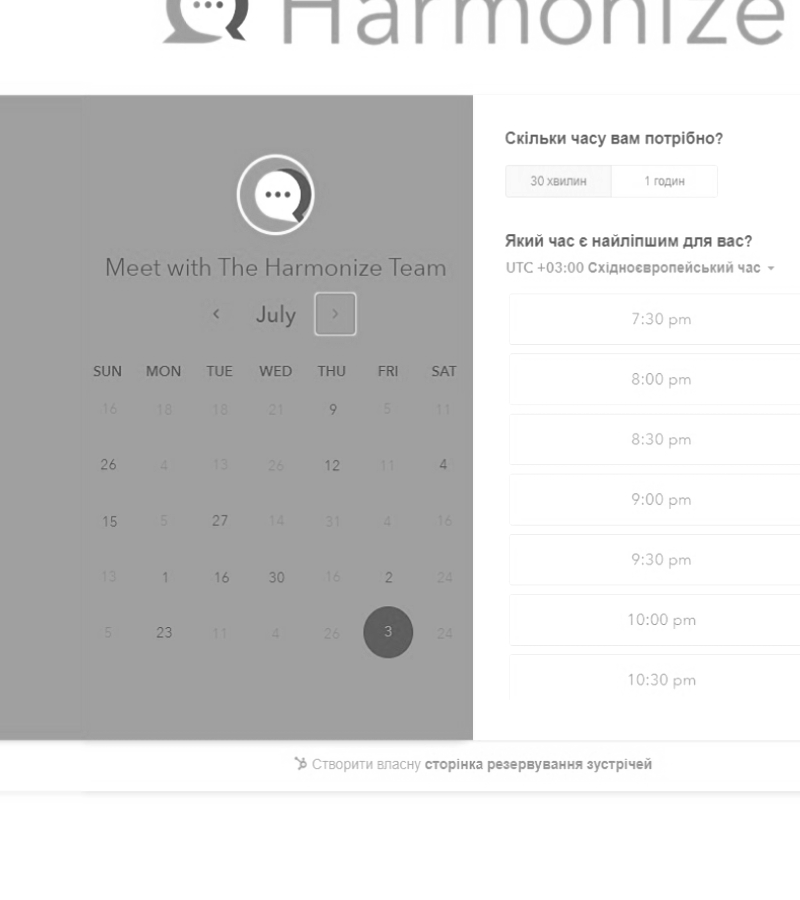 Harmonize
Meet with The Harmonize Team
July
SUN MON TUE WED THU FRI SAT
16 18 18 21 9 5 11
26 4 13 26 12 11 4
15 5 27 14 31 4 16
13 1 16 30 16 2 24
5 23 11 4 26 3 24
Скільки часу вам потрібно?
30 хвилин 1 годин
Який час є найліпшим для вас?
UTC +03:00 Східноєвропейський час
7:30 pm
8:00 pm
8:30 pm
9:00 pm
9:30 pm
10:00 pm
10:30 pm
Створити власну сторінка резервування зустрічей